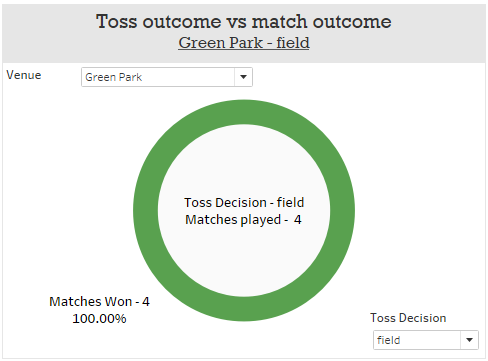 Toss outcome vs match outcome
Green Park - field
Venue
Green Park
Toss Decision - field
Matches played - 4
Matches Won - 4
100.00%
Toss Decision
field